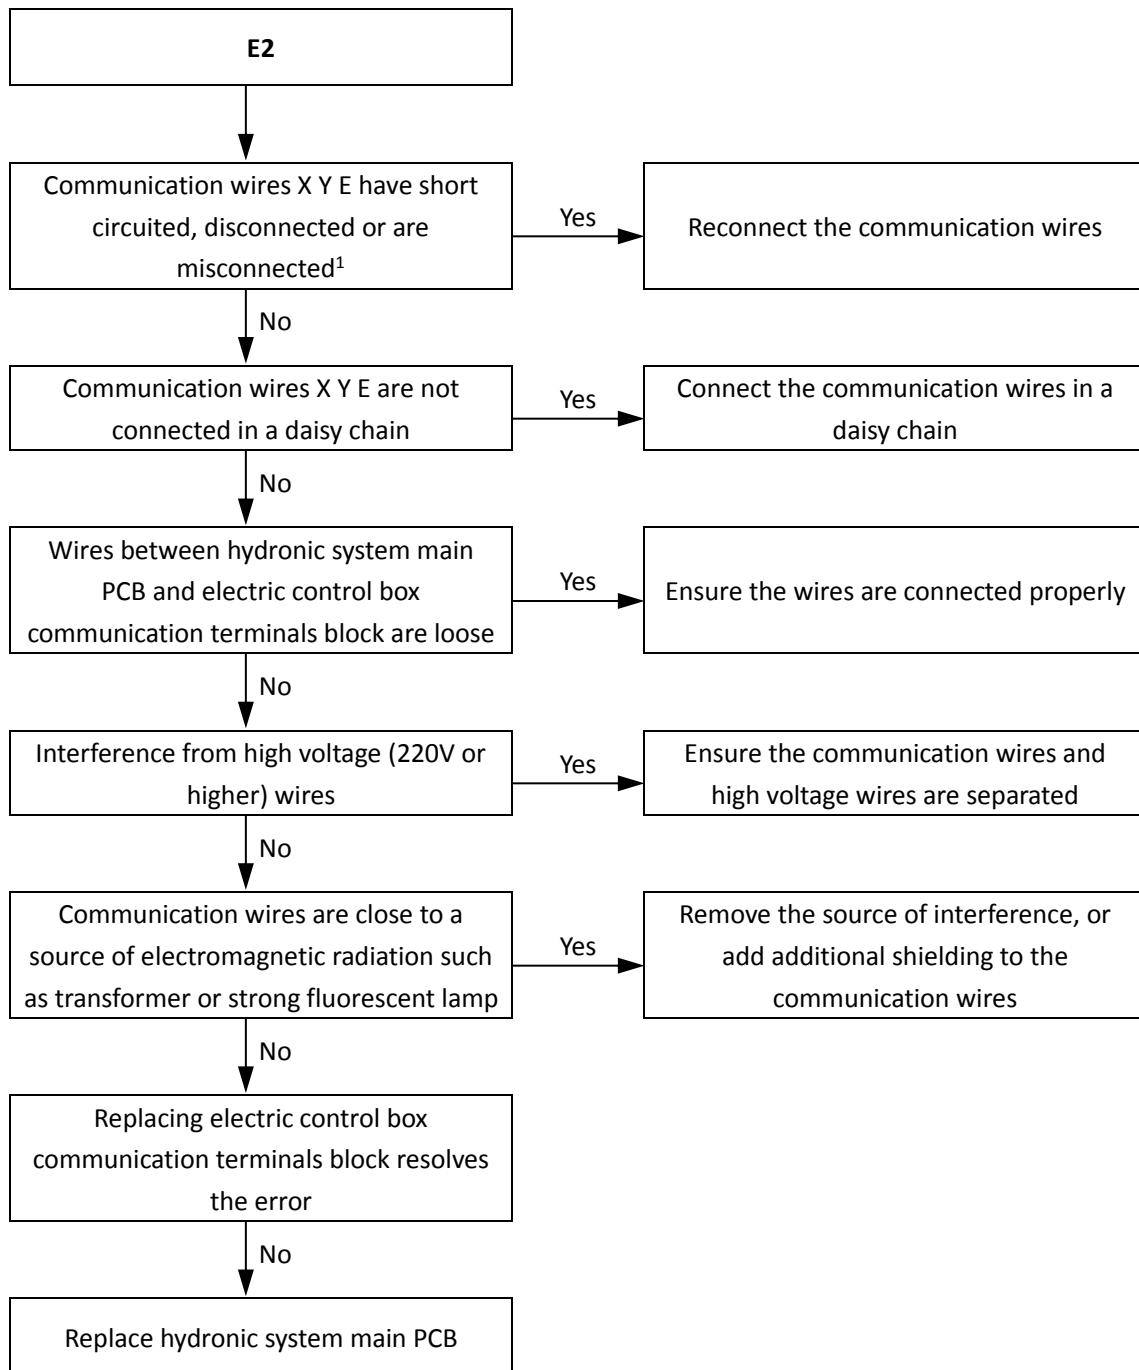 E2
Communication wires X Y E have short
circuited, disconnected or are
misconnected¹
Yes
Reconnect the communication wires
No
Communication wires X Y E are not
connected in a daisy chain
Yes
Connect the communication wires in a
daisy chain
No
Wires between hydronic system main
PCB and electric control box
communication terminals block are loose
Yes
Ensure the wires are connected properly
No
Interference from high voltage (220V or
higher) wires
Yes
Ensure the communication wires and
high voltage wires are separated
No
Communication wires are close to a
source of electromagnetic radiation such
as transformer or strong fluorescent lamp
Yes
Remove the source of interference, or
add additional shielding to the
communication wires
No
Replacing electric control box
communication terminals block resolves
the error
No
Replace hydronic system main PCB